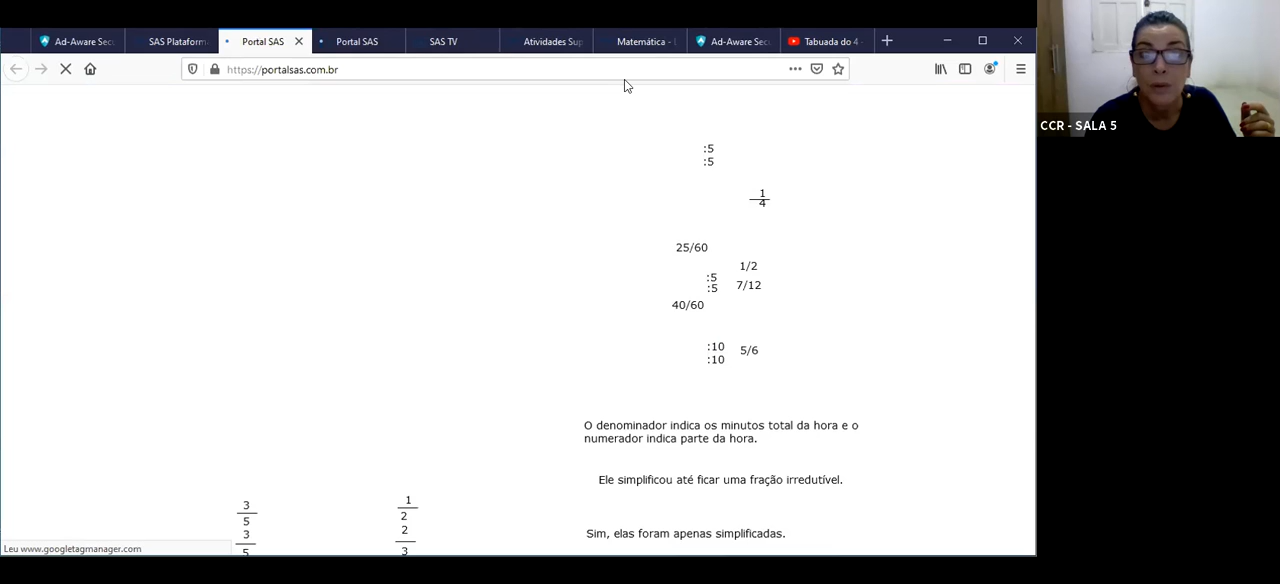 Ad-Aware Sec
SAS Plataform
Portal SAS
Portal SAS
SAS TV
Atividades Sup
Matemática -
Ad-Aware Sec
Tabuada do 4 -
https://portalsas.com.br
CCR - SALA 5
:5
:5
1
4
25/60
1/2
:5
:5
7/12
40/60
:10
:10
5/6
O denominador indica os minutos total da hora e o
numerador indica parte da hora.
Ele simplificou até ficar uma fração irredutível.
Sim, elas foram apenas simplificadas.
3
5
3
5
1
2
2
3
Leu www.googletagmanager.com